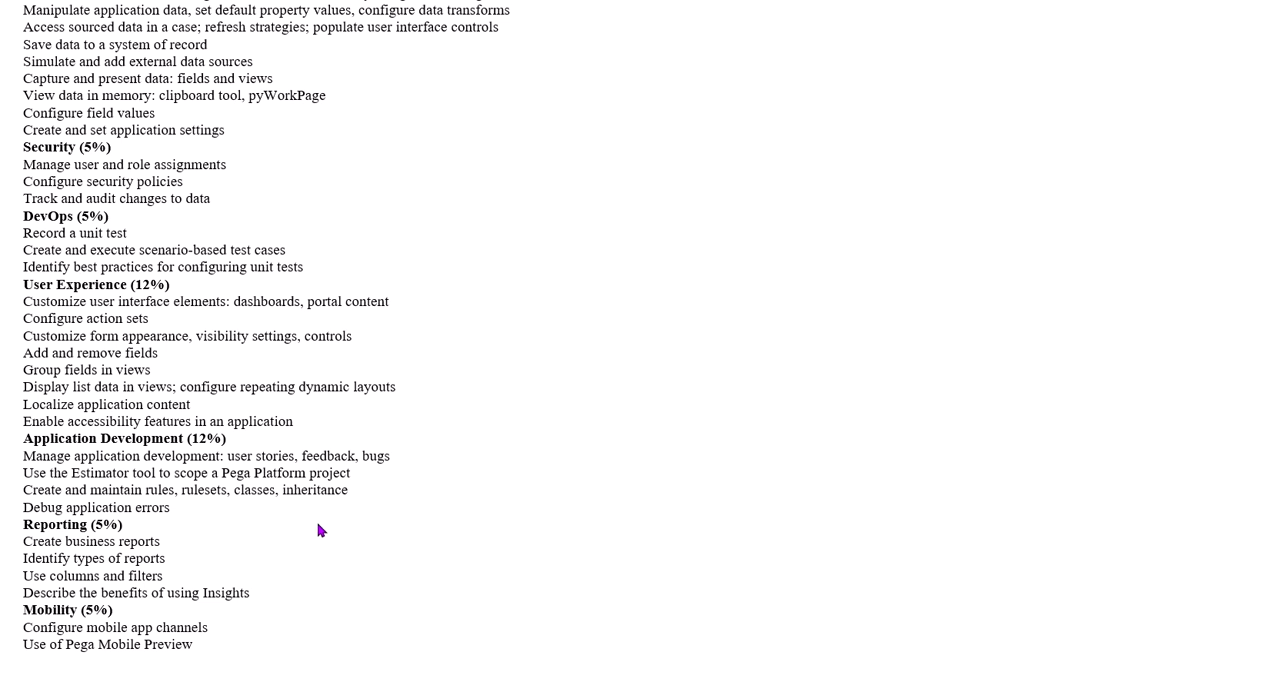 Manipulate application data, set default property values, configure data transforms
Access sourced data in a case; refresh strategies; populate user interface controls
Save data to a system of record
Simulate and add external data sources
Capture and present data: fields and views
View data in memory: clipboard tool, pyWorkPage
Configure field values
Create and set application settings
Security (5%)
Manage user and role assignments
Configure security policies
Track and audit changes to data
DevOps (5%)
Record a unit test
Create and execute scenario-based test cases
Identify best practices for configuring unit tests
User Experience (12%)
Customize user interface elements: dashboards, portal content
Configure action sets
Customize form appearance, visibility settings, controls
Add and remove fields
Group fields in views
Display list data in views; configure repeating dynamic layouts
Localize application content
Enable accessibility features in an application
Application Development (12%)
Manage application development: user stories, feedback, bugs
Use the Estimator tool to scope a Pega Platform project
Create and maintain rules, rulesets, classes, inheritance
Debug application errors
Reporting (5%)
Create business reports
Identify types of reports
Use columns and filters
Describe the benefits of using Insights
Mobility (5%)
Configure mobile app channels
Use of Pega Mobile Preview